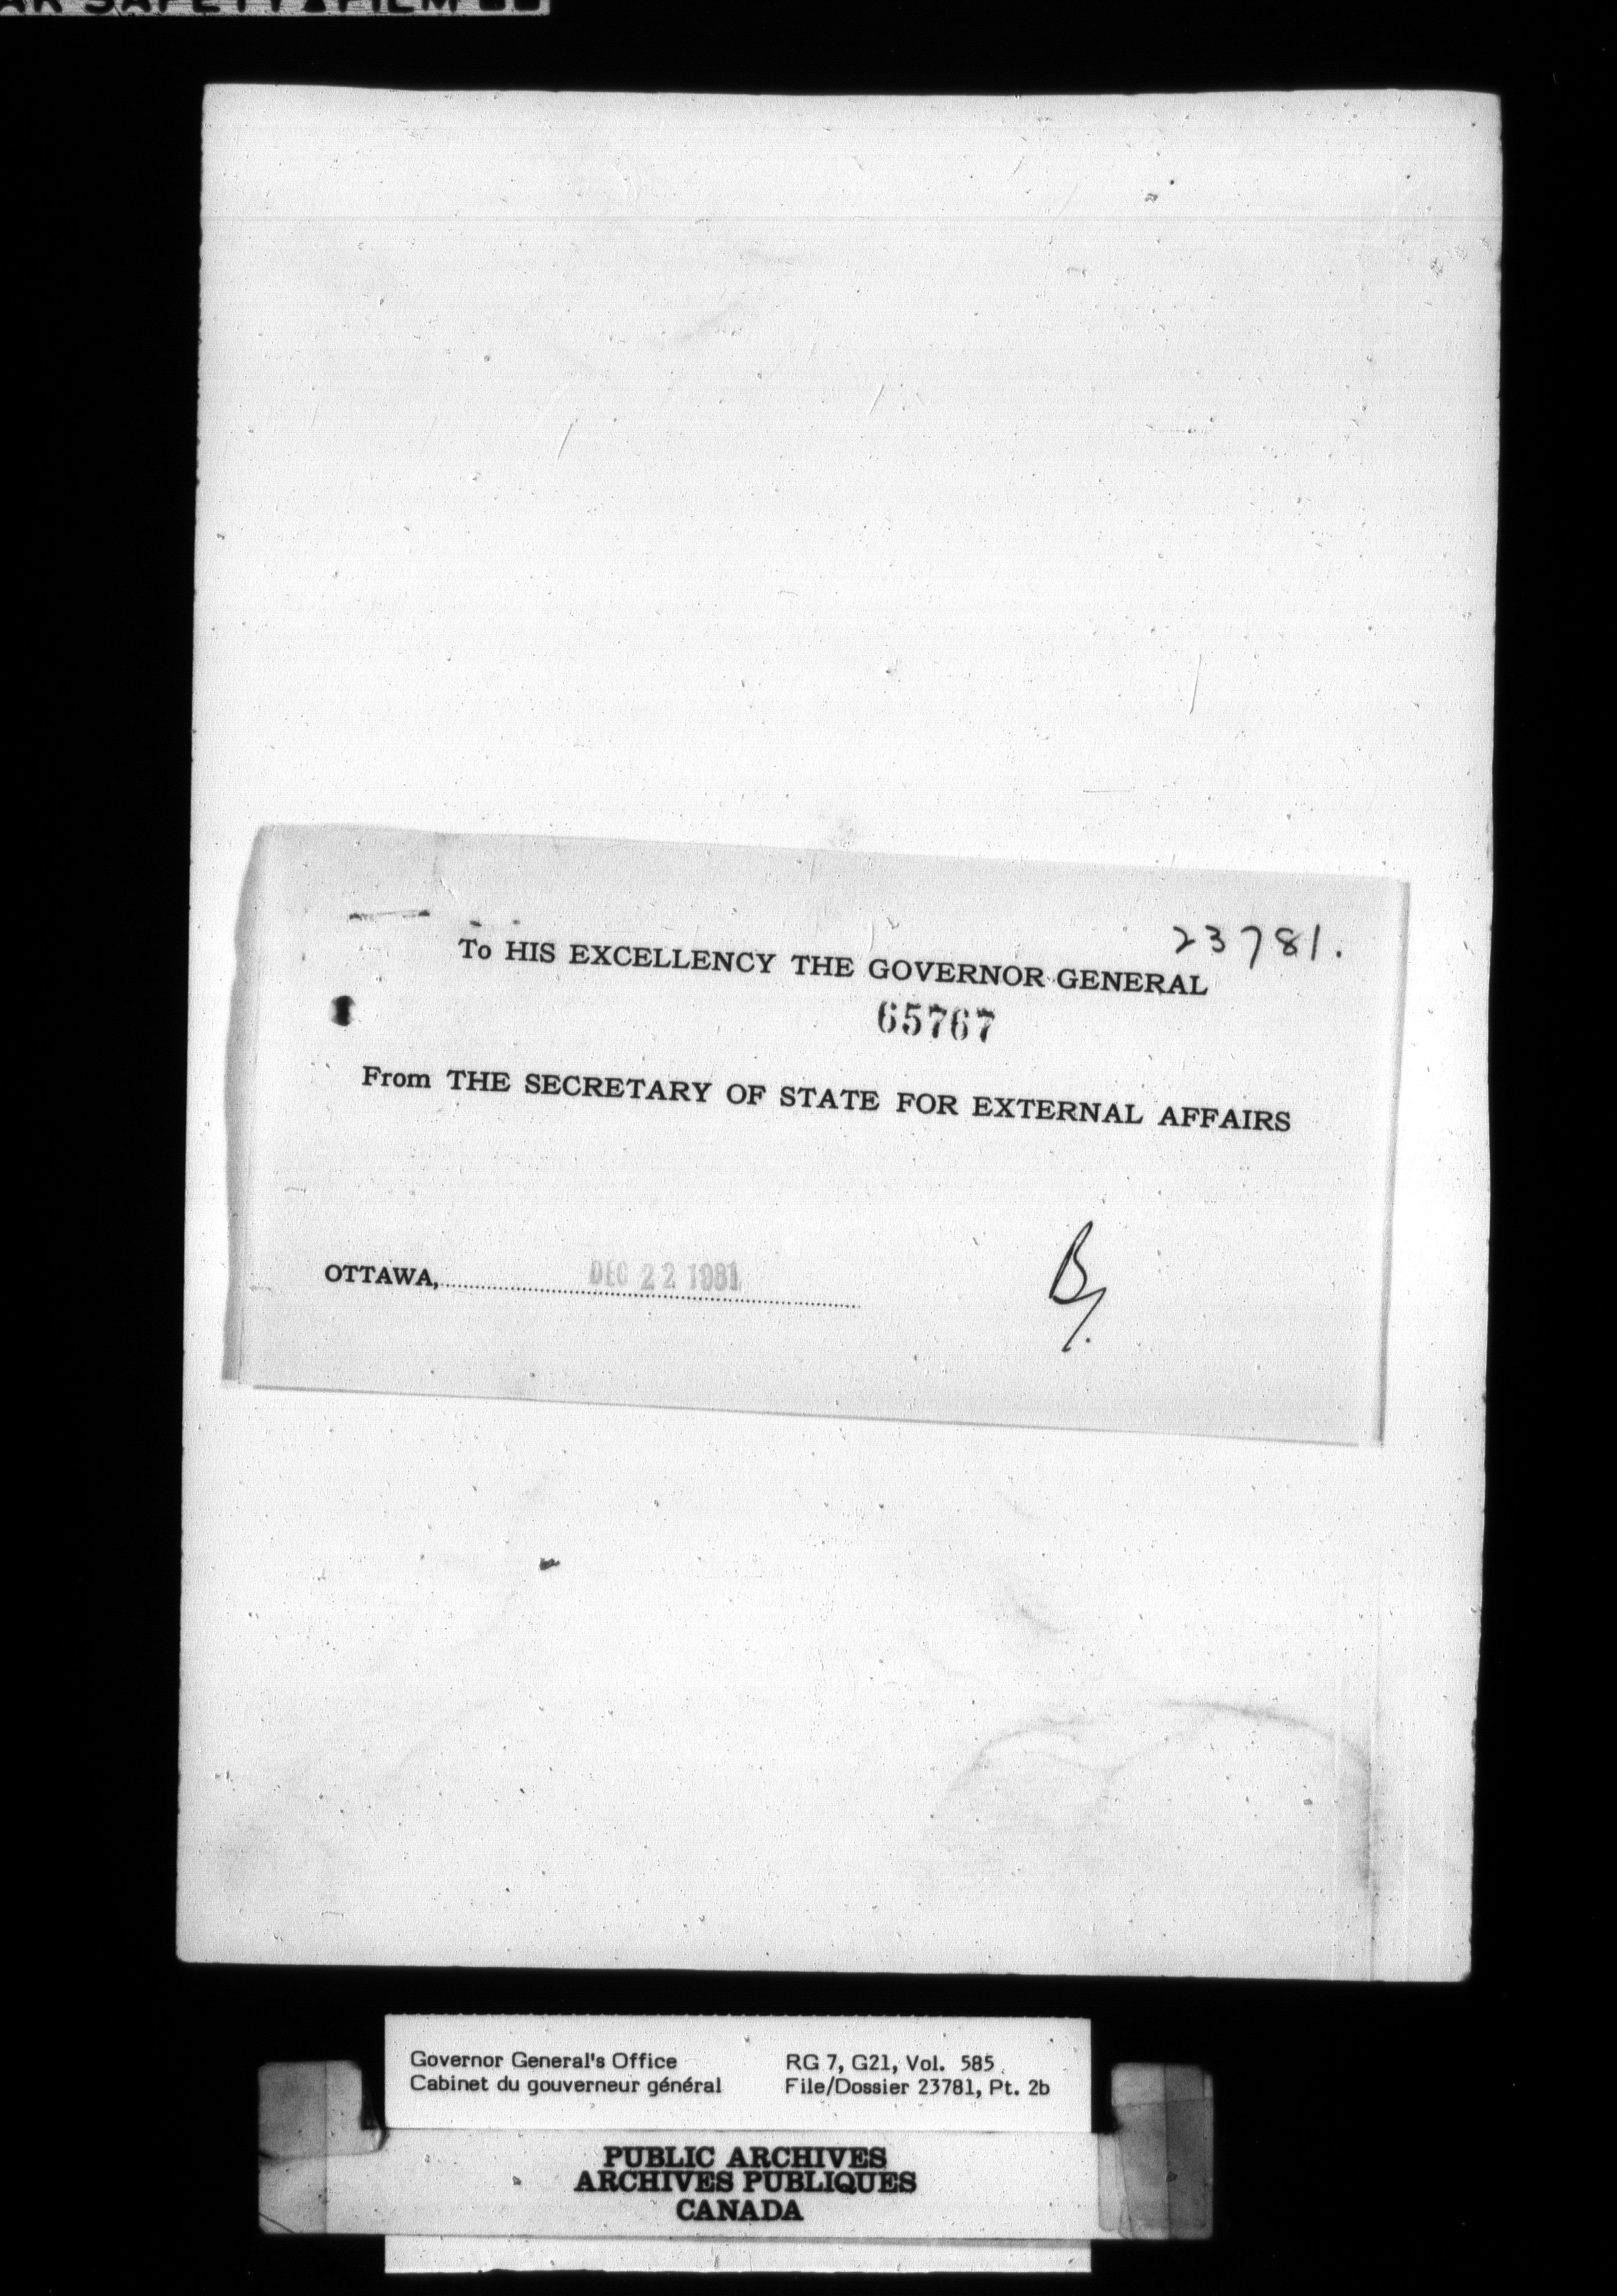 23781.
To HIS EXCELLENCY THE GOVERNOR GENERAL
65767
From THE SECRETARY OF STATE FOR EXTERNAL AFFAIRS
OTTAWA, DEC 22 1931
Governor General's Office
Cabinet du gouverneur général
RG 7, G21, Vol. 585
File/Dossier 23781, Pt. 2b
PUBLIC ARCHIVES
ARCHIVES PUBLIQUES
CANADA